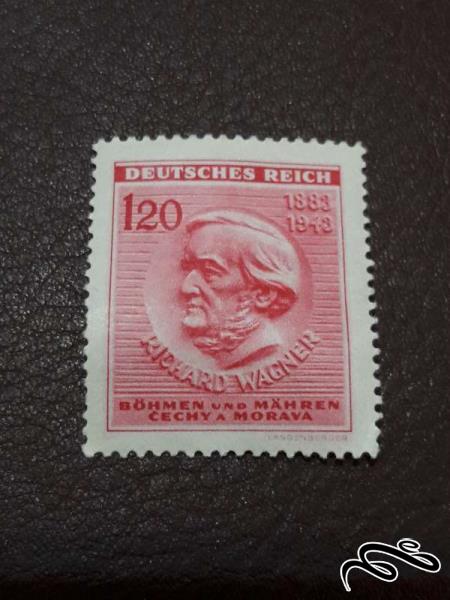 DEUTSCHES REICH
1 20
1883
1943
RICHARD WAGNER
BÖHMEN UND MÄHREN
ČECHY A MORAVA